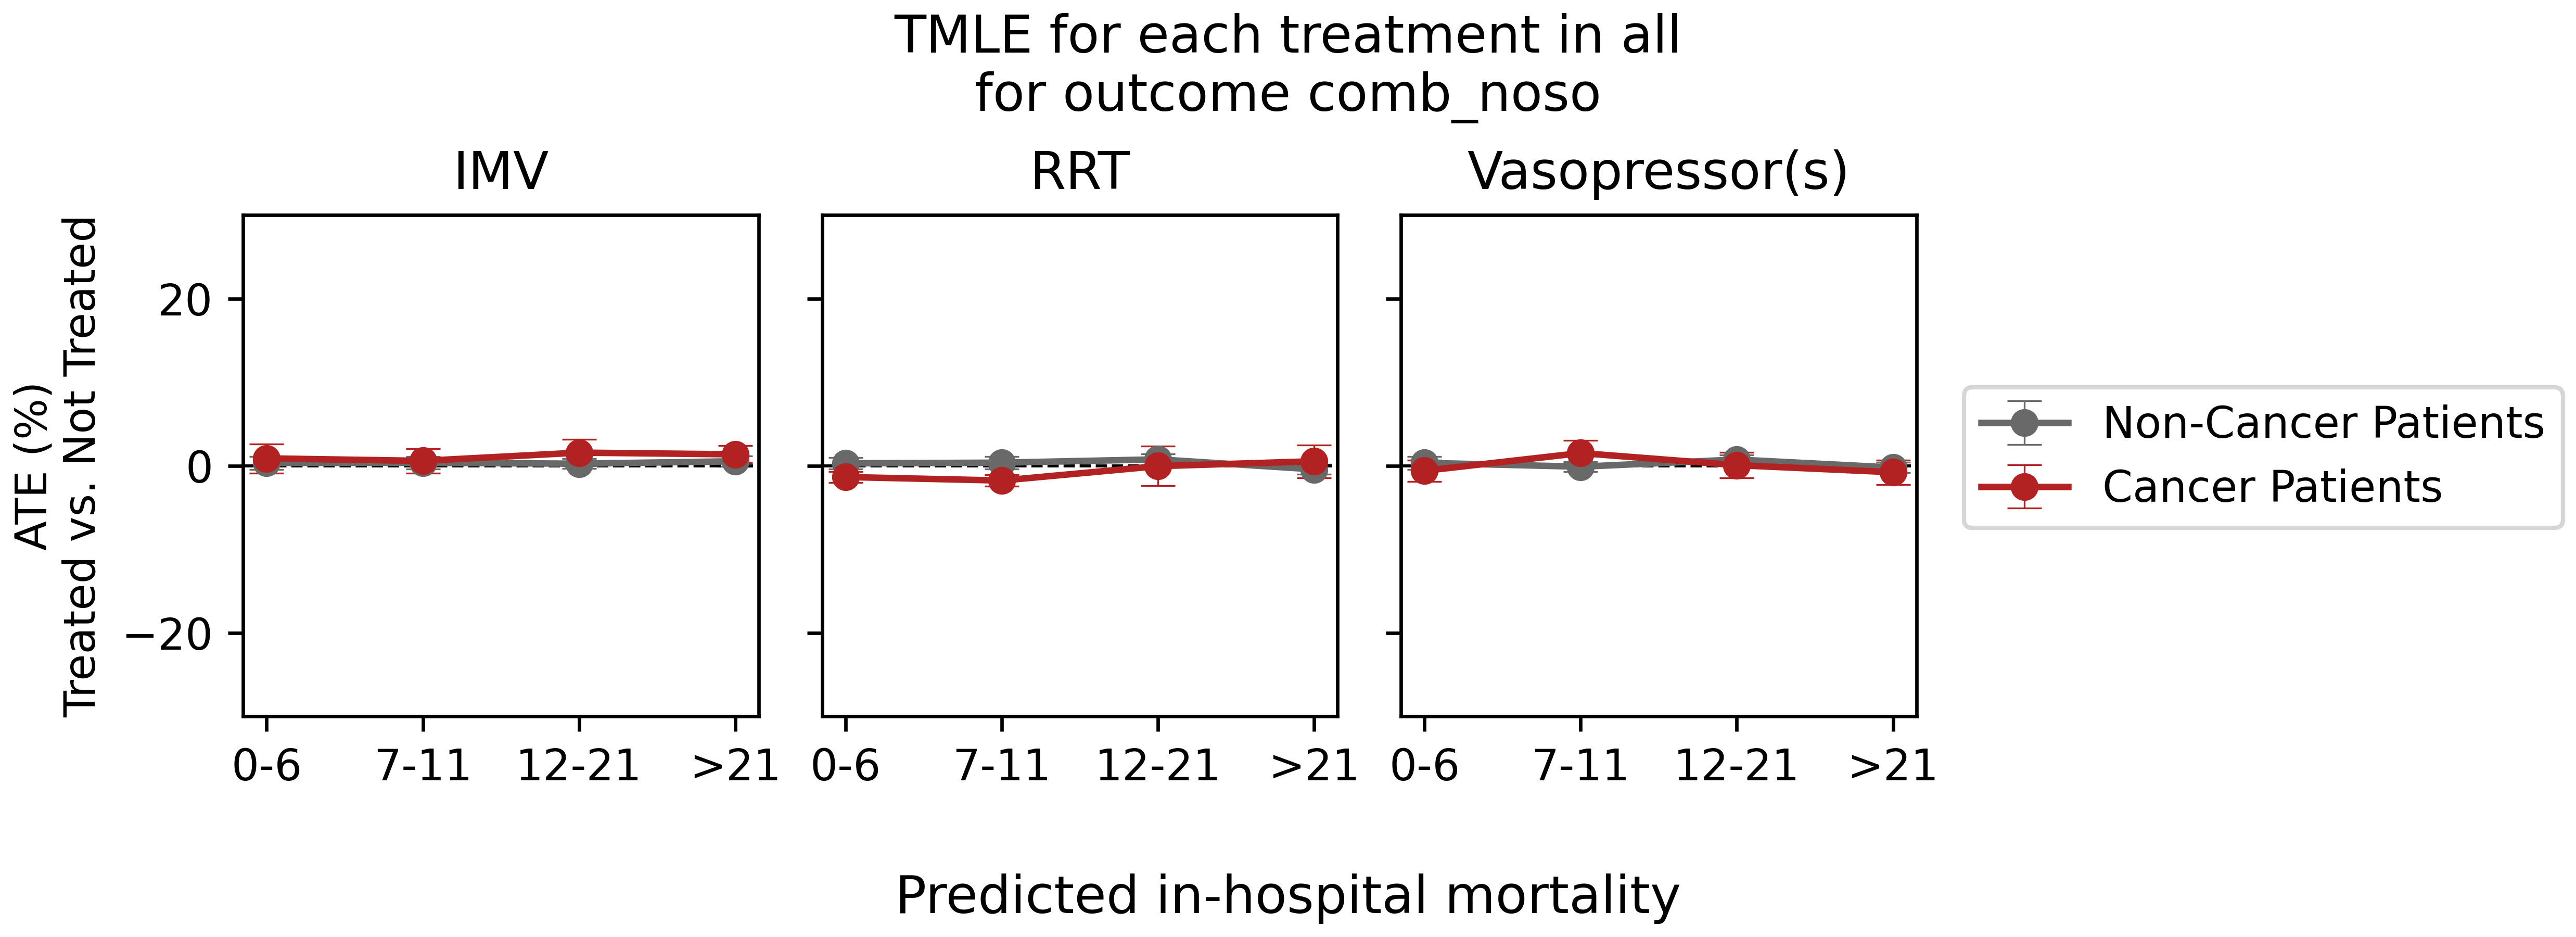 TMLE for each treatment in all
for outcome comb_noso
IMV
RRT
Vasopressor(s)
ATE (%)
Treated vs. Not Treated
20
0
−20
0-6
7-11
12-21
>21
0-6
7-11
12-21
>21
0-6
7-11
12-21
>21
Non-Cancer Patients
Cancer Patients
Predicted in-hospital mortality